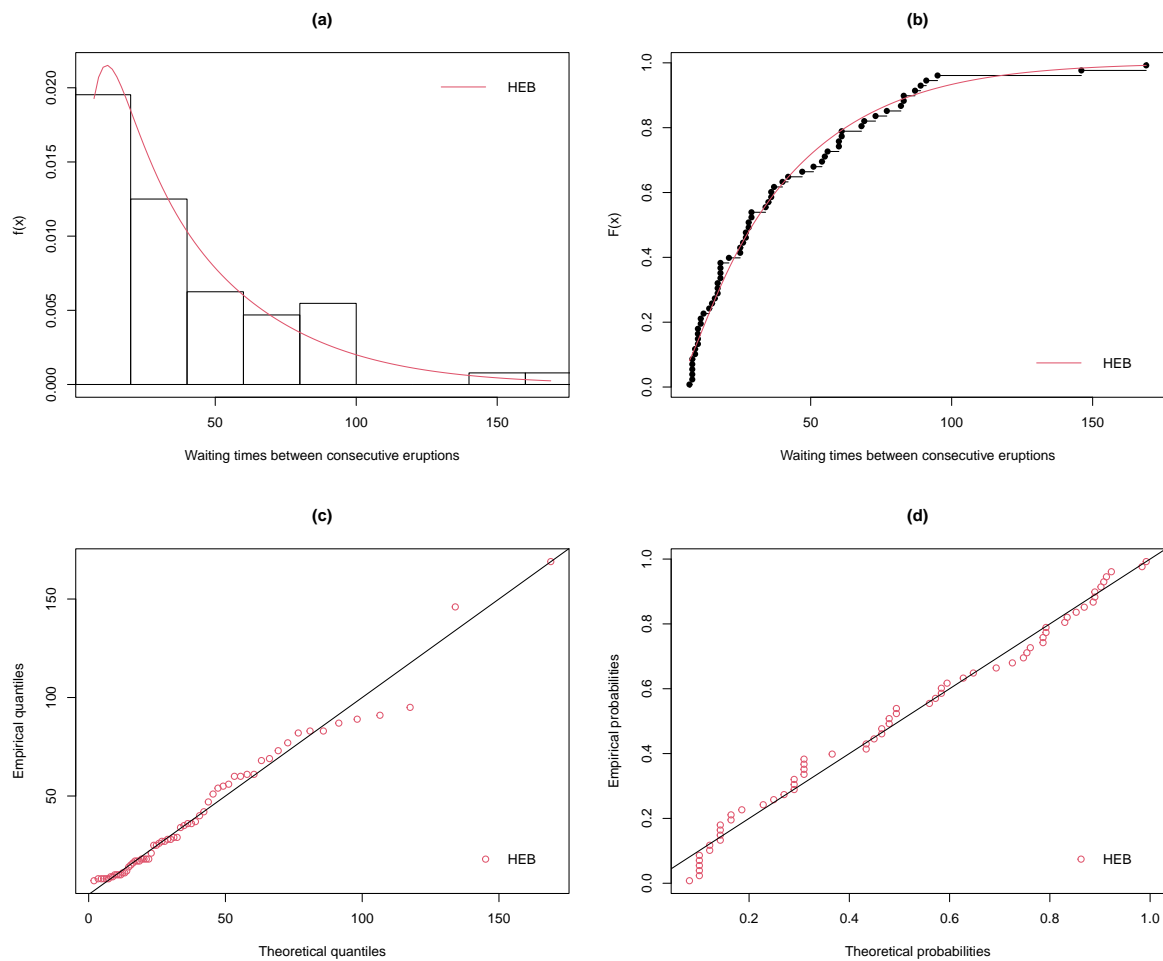 (a)
f(x)
0.020
0.015
0.010
0.005
0.000
HEB
50
100
150
Waiting times between consecutive eruptions
(b)
F(x)
1.0
0.8
0.6
0.4
0.2
0.0
HEB
50
100
150
Waiting times between consecutive eruptions
(c)
Empirical quantiles
150
100
50
HEB
0
50
100
150
Theoretical quantiles
(d)
Empirical probabilities
1.0
0.8
0.6
0.4
0.2
0.0
HEB
0.2
0.4
0.6
0.8
1.0
Theoretical probabilities